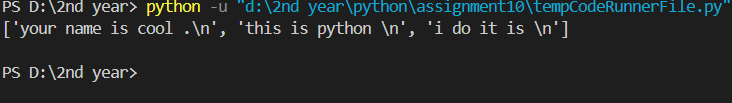 PS D:\2nd year> python -u "d:\2nd year\python\assignment10\tempCodeRunnerFile.py"
['your name is cool .\n', 'this is python \n', 'i do it is \n']
PS D:\2nd year>